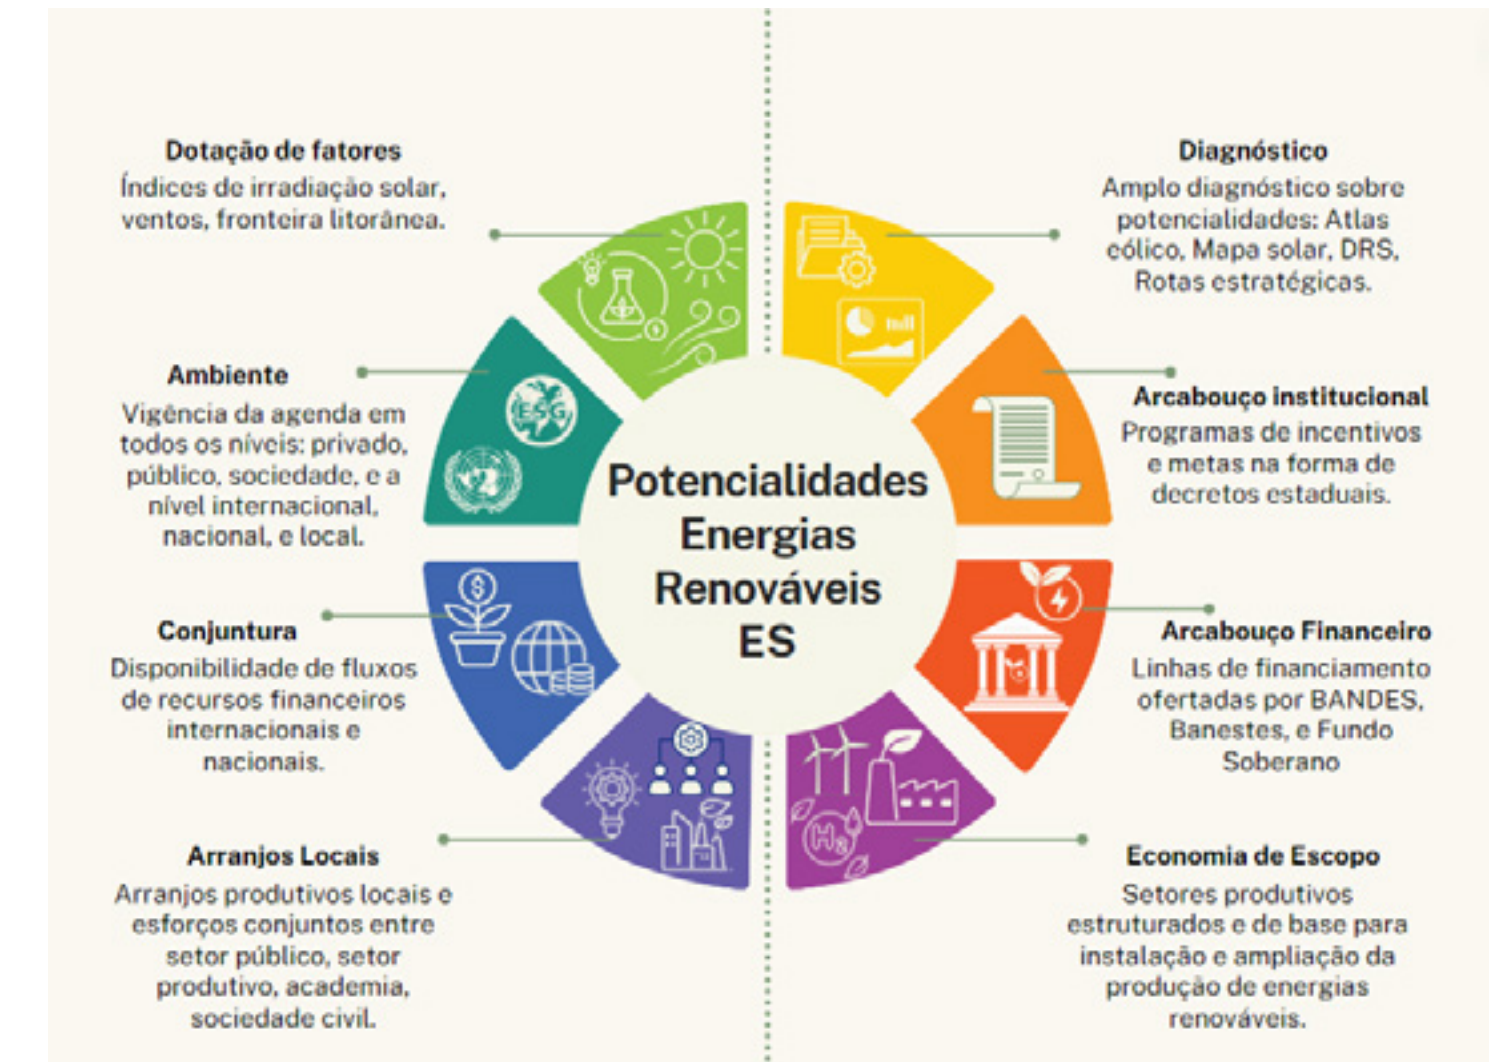 Dotação de fatores
Índices de irradiação solar,
ventos, fronteira litorânea.
Ambiente
Vigência da agenda em
todos os níveis: privado,
público, sociedade, e a
nível internacional,
nacional, e local.
Conjuntura
Disponibilidade de fluxos
de recursos financeiros
internacionais e
nacionais.
Arranjos Locais
Arranjos produtivos locais e
esforços conjuntos entre
setor público, setor
produtivo, academia,
sociedade civil.
ESG
Potencialidades
Energias
Renováveis
ES
H2
Diagnóstico
Amplo diagnóstico sobre
potencialidades: Atlas
eólico, Mapa solar, DRS,
Rotas estratégicas.
Arcabouço institucional
Programas de incentivos
e metas na forma de
decretos estaduais.
Arcabouço Financeiro
Linhas de financiamento
ofertadas por BANDES,
Banestes, e Fundo
Soberano
Economia de Escopo
Setores produtivos
estruturados e de base para
instalação e ampliação da
produção de energias
renováveis.